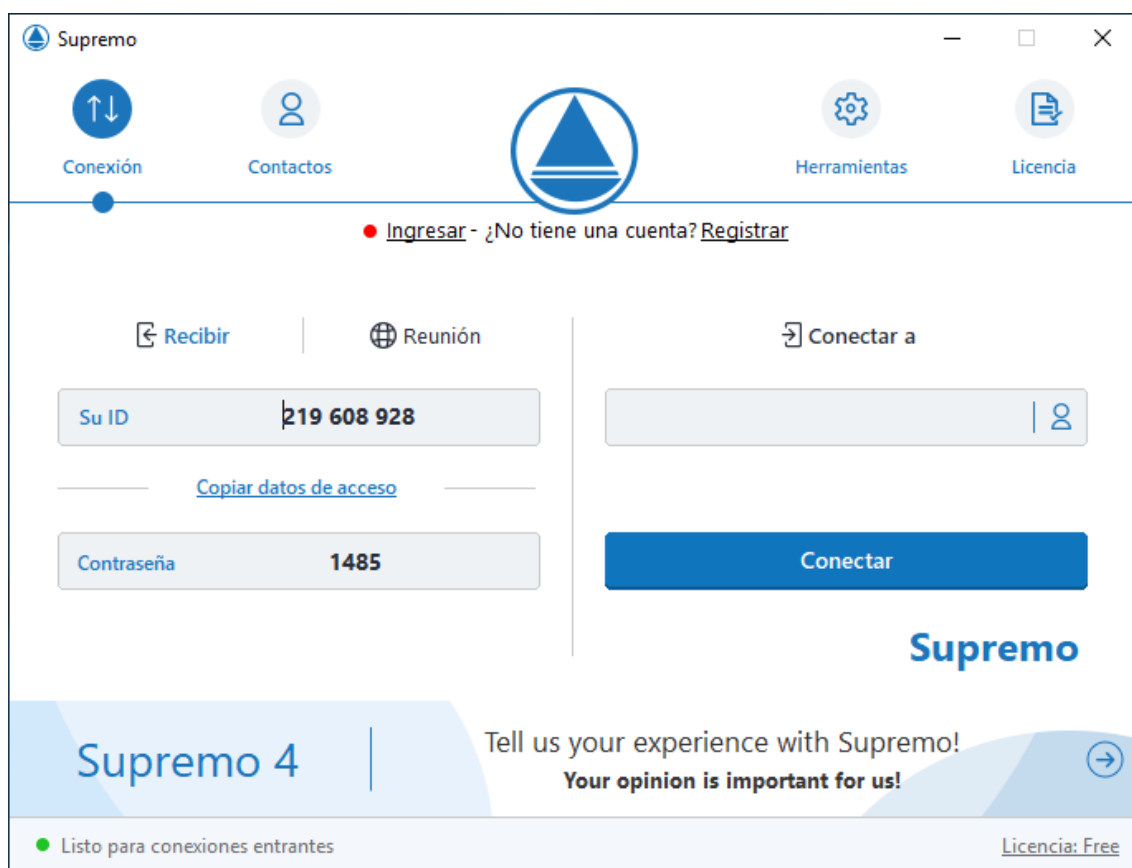 Supremo
Conexión
Contactos
Herramientas
Licencia
Ingresar - ¿No tiene una cuenta? Registrar
Recibir
Reunión
Conectar a
Su ID 219 608 928
Copiar datos de acceso
Contraseña 1485
Conectar
Supremo
Supremo 4
Tell us your experience with Supremo!
Your opinion is important for us!
Listo para conexiones entrantes
Licencia: Free